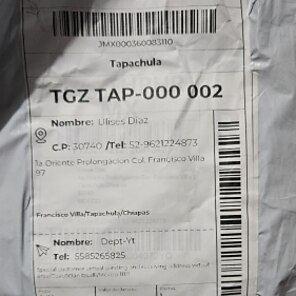 JMX000360083110
Tapachula
TGZ TAP-000 002
Nombre: Ulises Diaz
C.P: 30740 /Tel: 52-9621224873
1a Oriente Prolongacion Col. Francisco Villa
97
Francisco Villa/Tapachula/Chiapas
Nombre: Dept-Yt
Tel: 5585265825